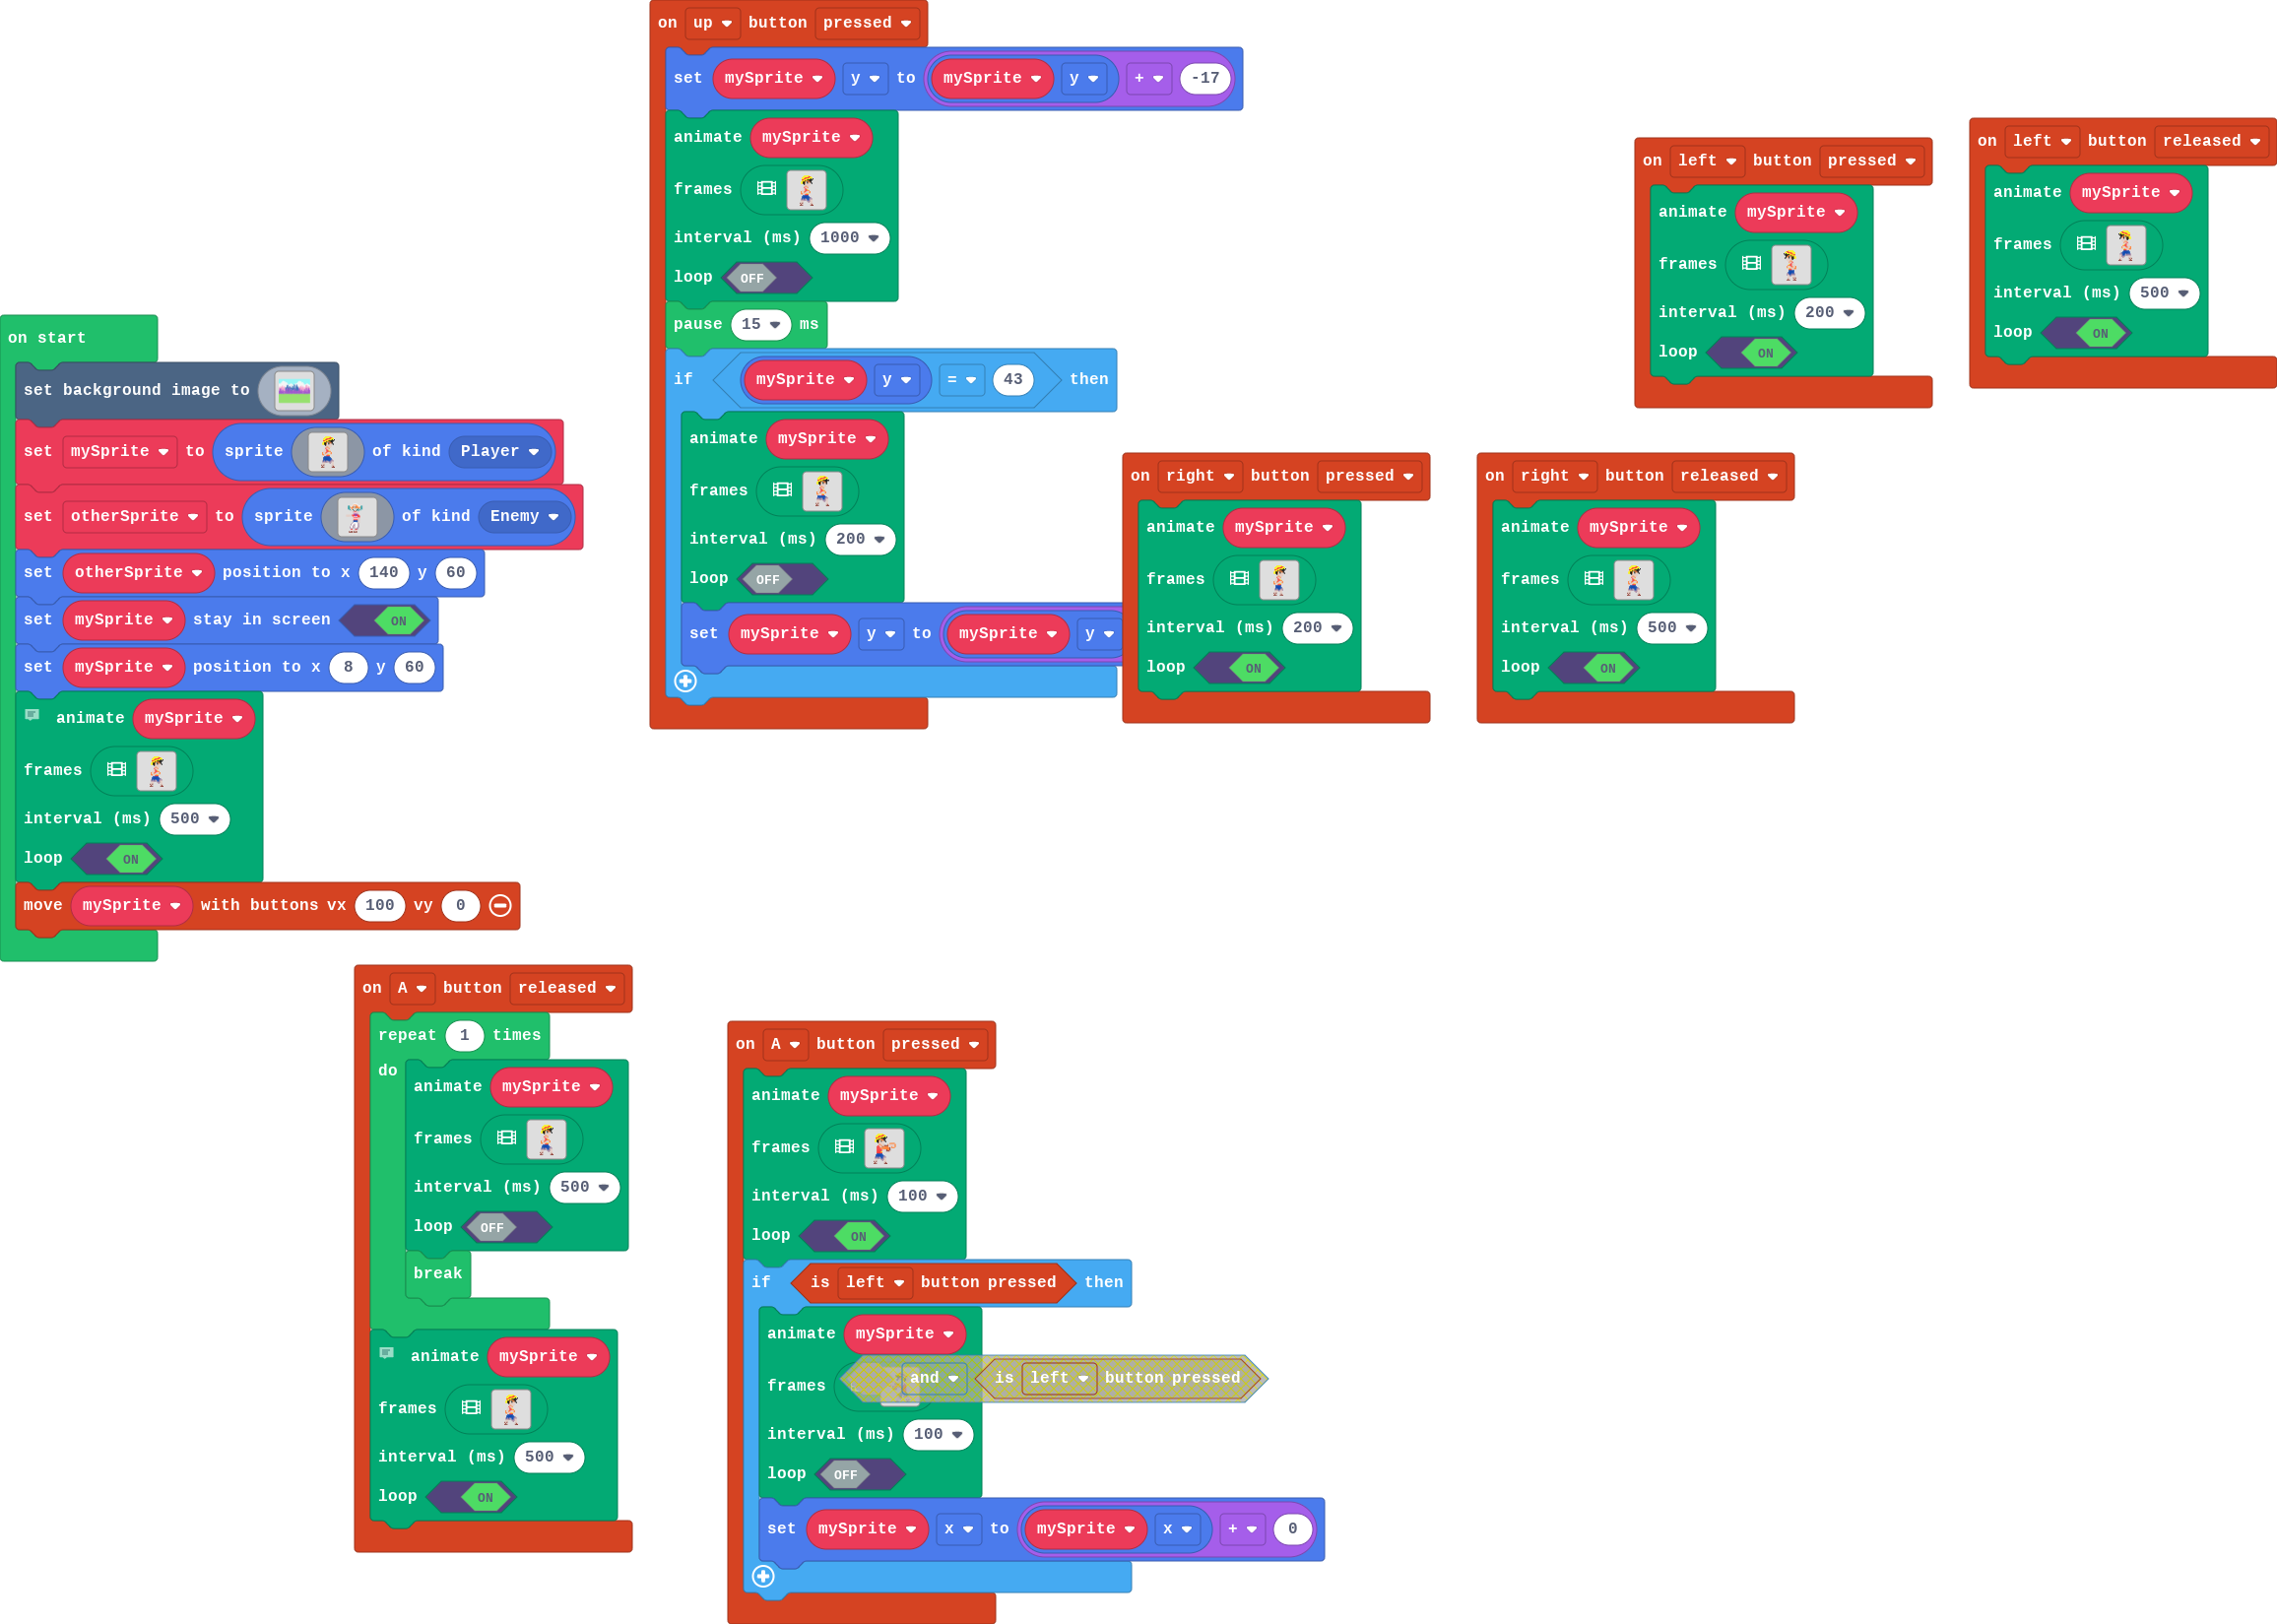 on start
set background image to
set mySprite to sprite of kind Player
set otherSprite to sprite of kind Enemy
set otherSprite position to x 140 y 60
set mySprite stay in screen ON
set mySprite position to x 8 y 60
animate mySprite
frames
interval (ms) 500
loop ON
move mySprite with buttons vx 100 vy 0
on up button pressed
set mySprite y to mySprite y + -17
animate mySprite
frames
interval (ms) 1000
loop OFF
pause 15 ms
if mySprite y = 43 then
animate mySprite
frames
interval (ms) 200
loop OFF
set mySprite y to mySprite y
on left button pressed
animate mySprite
frames
interval (ms) 200
loop ON
on left button released
animate mySprite
frames
interval (ms) 500
loop ON
on right button pressed
animate mySprite
frames
interval (ms) 200
loop ON
on right button released
animate mySprite
frames
interval (ms) 500
loop ON
on A button released
repeat 1 times
do
animate mySprite
frames
interval (ms) 500
loop OFF
break
animate mySprite
frames
interval (ms) 500
loop ON
on A button pressed
animate mySprite
frames
interval (ms) 100
loop ON
if is left button pressed then
animate mySprite
and is left button pressed
frames
interval (ms) 100
loop OFF
set mySprite x to mySprite x + 0